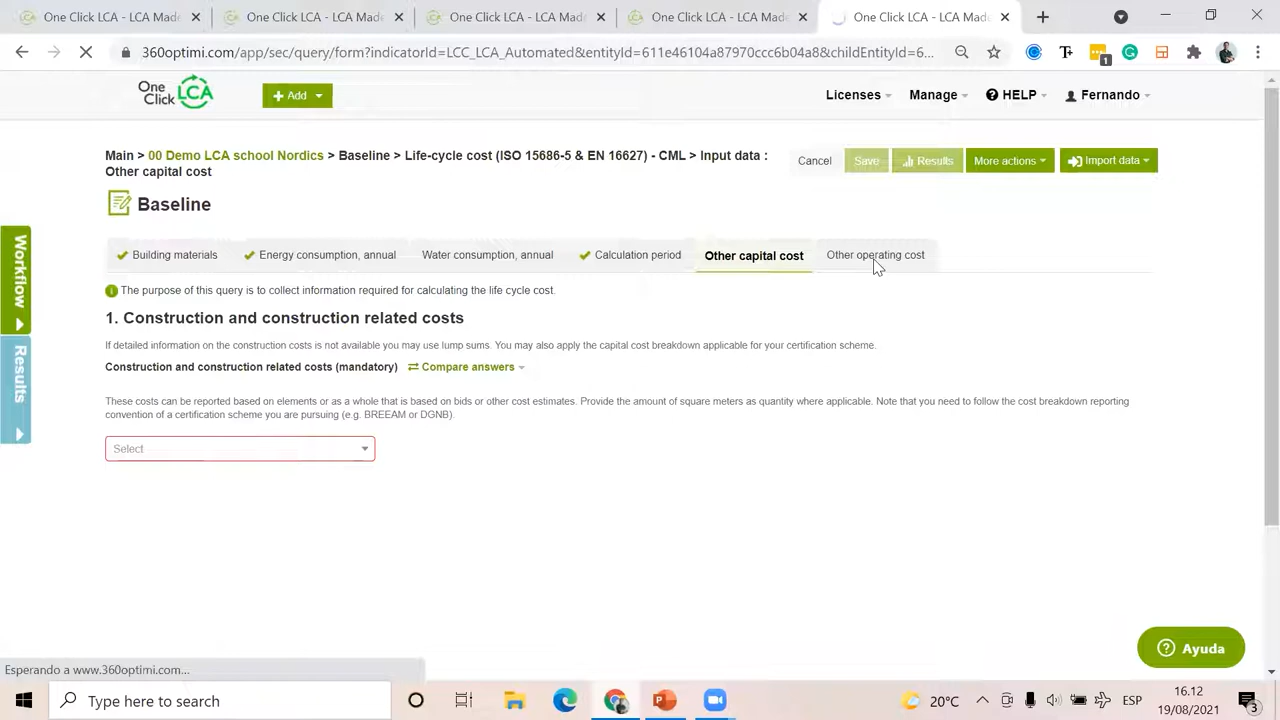 One Click LCA - LCA Made
One Click LCA - LCA Made
One Click LCA - LCA Made
One Click LCA - LCA Made
One Click LCA - LCA Made
360optimi.com/app/sec/query/form?indicatorId=LCC_LCA_Automated&entityId=611e46104a87970ccc6b04a8&childEntityId=6...
1
One Click LCA
Add
Licenses
Manage
HELP
Fernando
Main > 00 Demo LCA school Nordics > Baseline > Life-cycle cost (ISO 15686-5 & EN 16627) - CML > Input data :
Other capital cost
Cancel
Save
Results
More actions
Import data
Baseline
Building materials
Energy consumption, annual
Water consumption, annual
Calculation period
Other capital cost
Other operating cost
The purpose of this query is to collect information required for calculating the life cycle cost.
1. Construction and construction related costs
If detailed information on the construction costs is not available you may use lump sums. You may also apply the capital cost breakdown applicable for your certification scheme.
Construction and construction related costs (mandatory)
Compare answers
These costs can be reported based on elements or as a whole that is based on bids or other cost estimates. Provide the amount of square meters as quantity where applicable. Note that you need to follow the cost breakdown reporting
convention of a certification scheme you are pursuing (e.g. BREEAM or DGNB).
Select
Workflow
Results
Ayuda
Esperando a www.360optimi.com...
Type here to search
20°C
ESP
16.12
19/08/2021
3